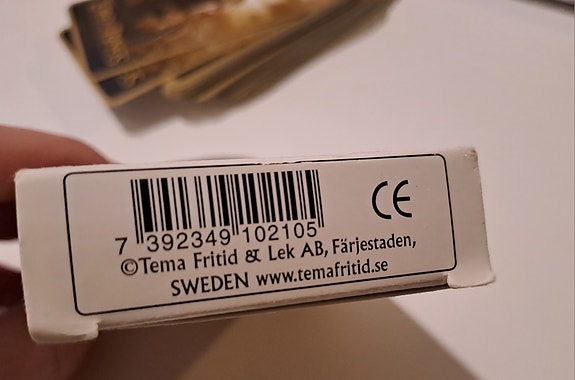 CE
7 392349 102105
©Tema Fritid & Lek AB, Färjestaden,
SWEDEN www.temafritid.se